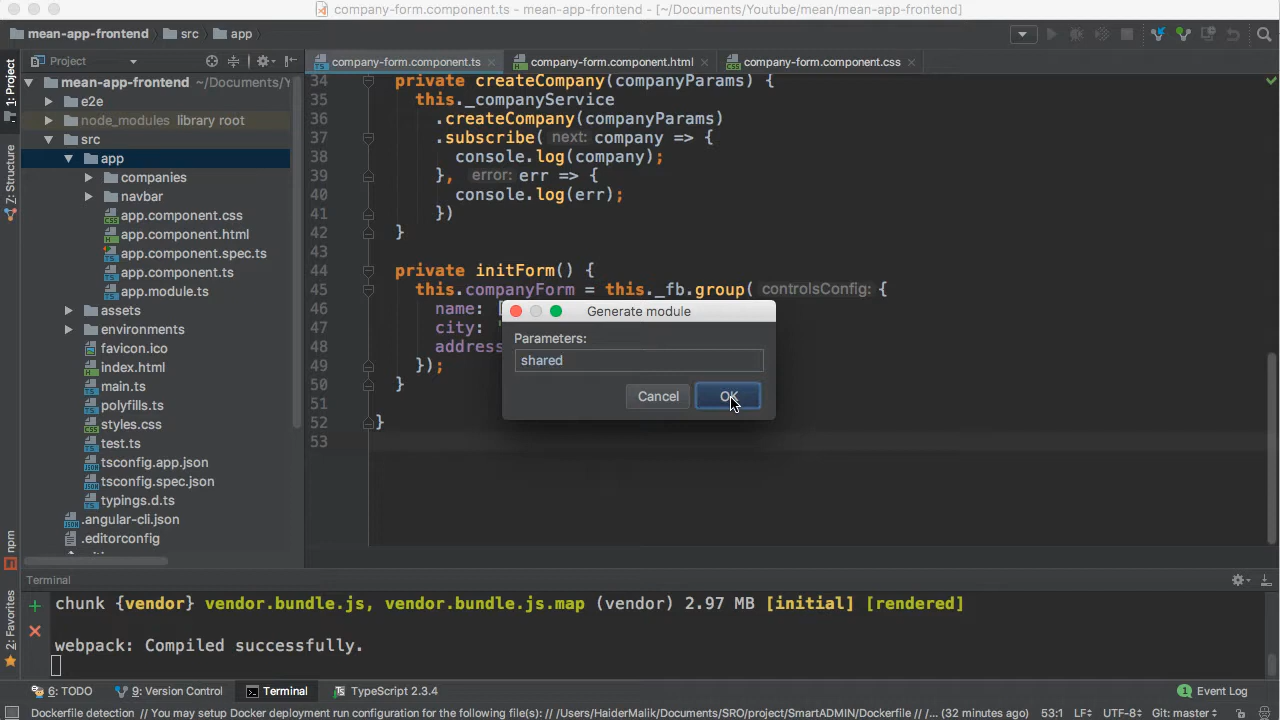 company-form.component.ts - mean-app-frontend - [~/Documents/Youtube/mean/mean-app-frontend]
mean-app-frontend
src
app
1: Project
Z: Structure
npm
2: Favorites
Project
mean-app-frontend ~/Documents/Y
e2e
node_modules library root
src
app
companies
navbar
app.component.css
app.component.html
app.component.spec.ts
app.component.ts
app.module.ts
assets
environments
favicon.ico
index.html
main.ts
polyfills.ts
styles.css
test.ts
tsconfig.app.json
tsconfig.spec.json
typings.d.ts
.angular-cli.json
.editorconfig
company-form.component.ts
company-form.component.html
company-form.component.css
34 private createCompany(companyParams) {
35 this._companyService
36 .createCompany(companyParams)
37 .subscribe( next: company => {
38 console.log(company);
39 }, error: err => {
40 console.log(err);
41 })
42 }
43
44 private initForm() {
45 this.companyForm = this._fb.group( controlsConfig: {
46 name: [
47 city: '
48 address
49 });
50 }
51
52 }
53
Generate module
Parameters:
shared
Cancel
OK
Terminal
chunk {vendor} vendor.bundle.js, vendor.bundle.js.map (vendor) 2.97 MB [initial] [rendered]
webpack: Compiled successfully.
6: TODO
9: Version Control
Terminal
TypeScript 2.3.4
1 Event Log
Dockerfile detection // You may setup Docker deployment run configuration for the following file(s): // /Users/HaiderMalik/Documents/SRO/project/SmartADMIN/Dockerfile // /... (32 minutes ago)
53:1
LF÷
UTF-8÷
Git: master÷